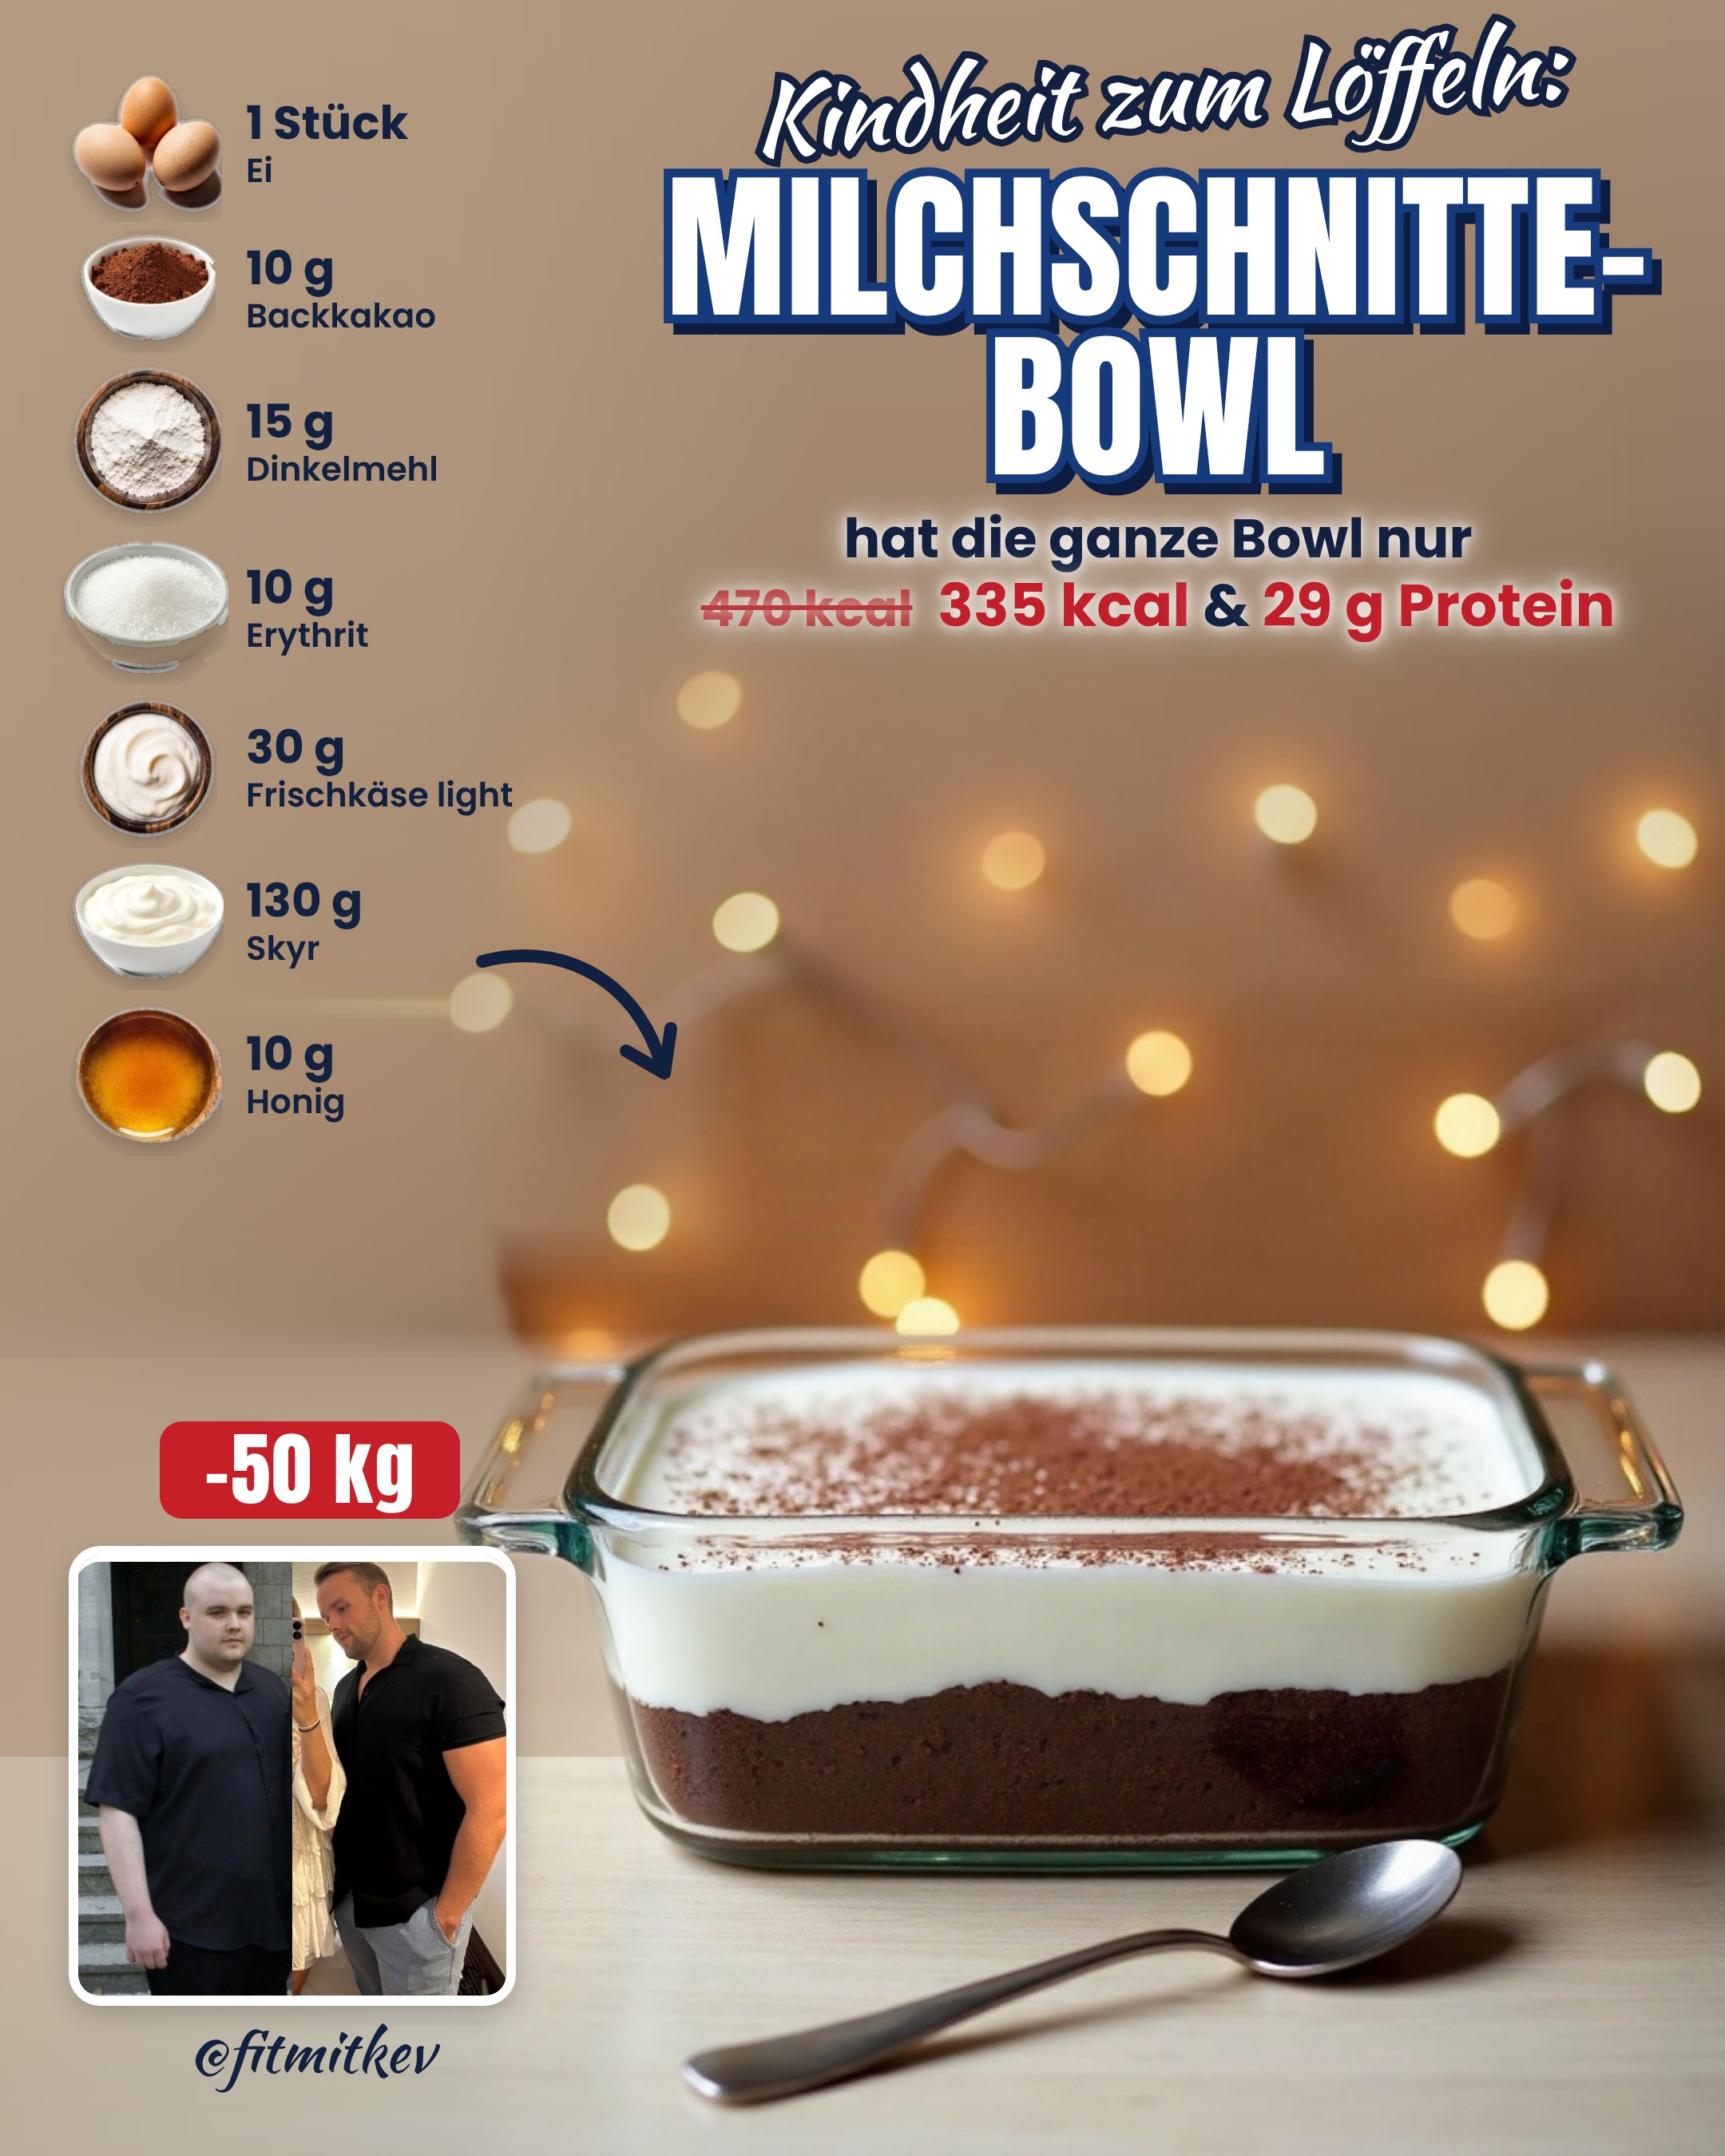 Kindheit zum Löffeln:
MILCHSCHNITTE-
BOWL
hat die ganze Bowl nur
470 kcal 335 kcal & 29 g Protein
1 Stück
Ei
10 g
Backkakao
15 g
Dinkelmehl
10 g
Erythrit
30 g
Frischkäse light
130 g
Skyr
10 g
Honig
-50 kg
@fitmitkev